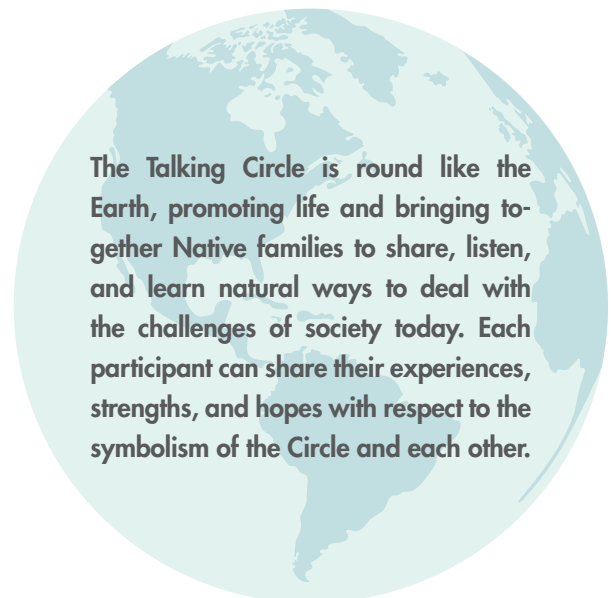 The Talking Circle is round like the
Earth, promoting life and bringing to-
gether Native families to share, listen,
and learn natural ways to deal with
the challenges of society today. Each
participant can share their experiences,
strengths, and hopes with respect to the
symbolism of the Circle and each other.